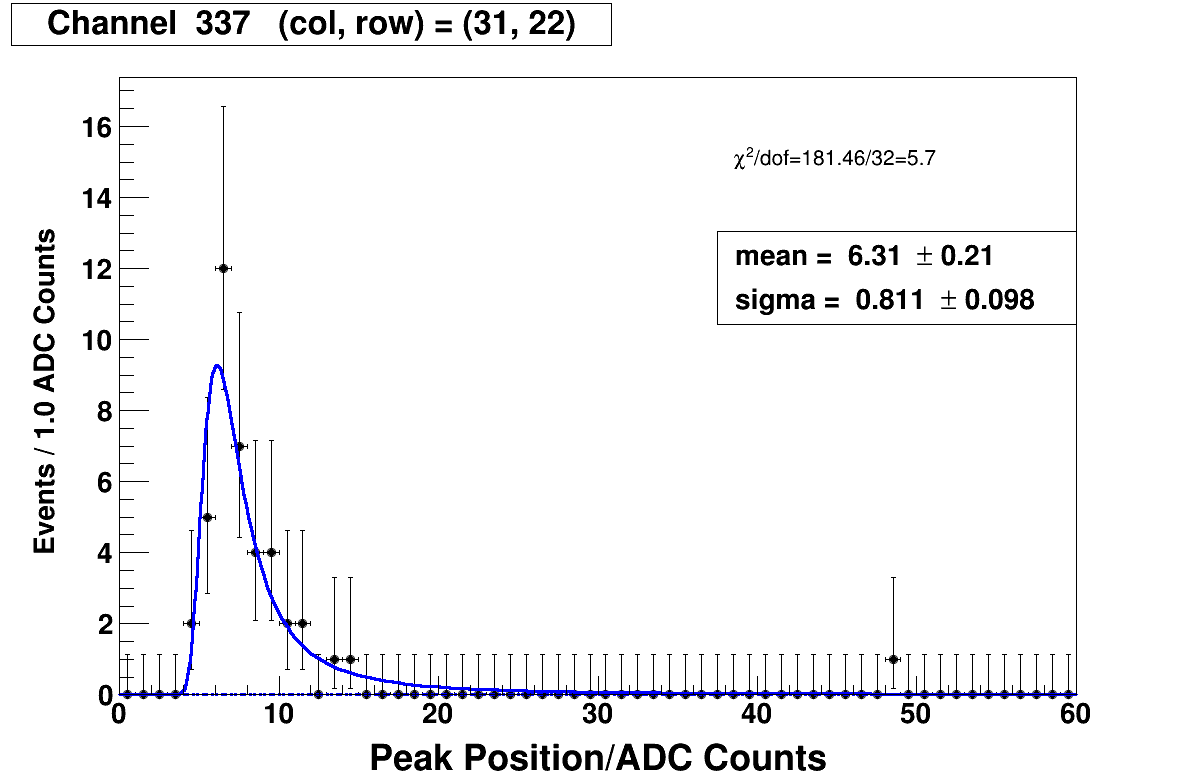 Channel 337 (col, row) = (31, 22)
χ²/dof=181.46/32=5.7
mean = 6.31 ± 0.21
sigma = 0.811 ± 0.098
Events / 1.0 ADC Counts
16
14
12
10
8
6
4
2
0
0 10 20 30 40 50 60
Peak Position/ADC Counts